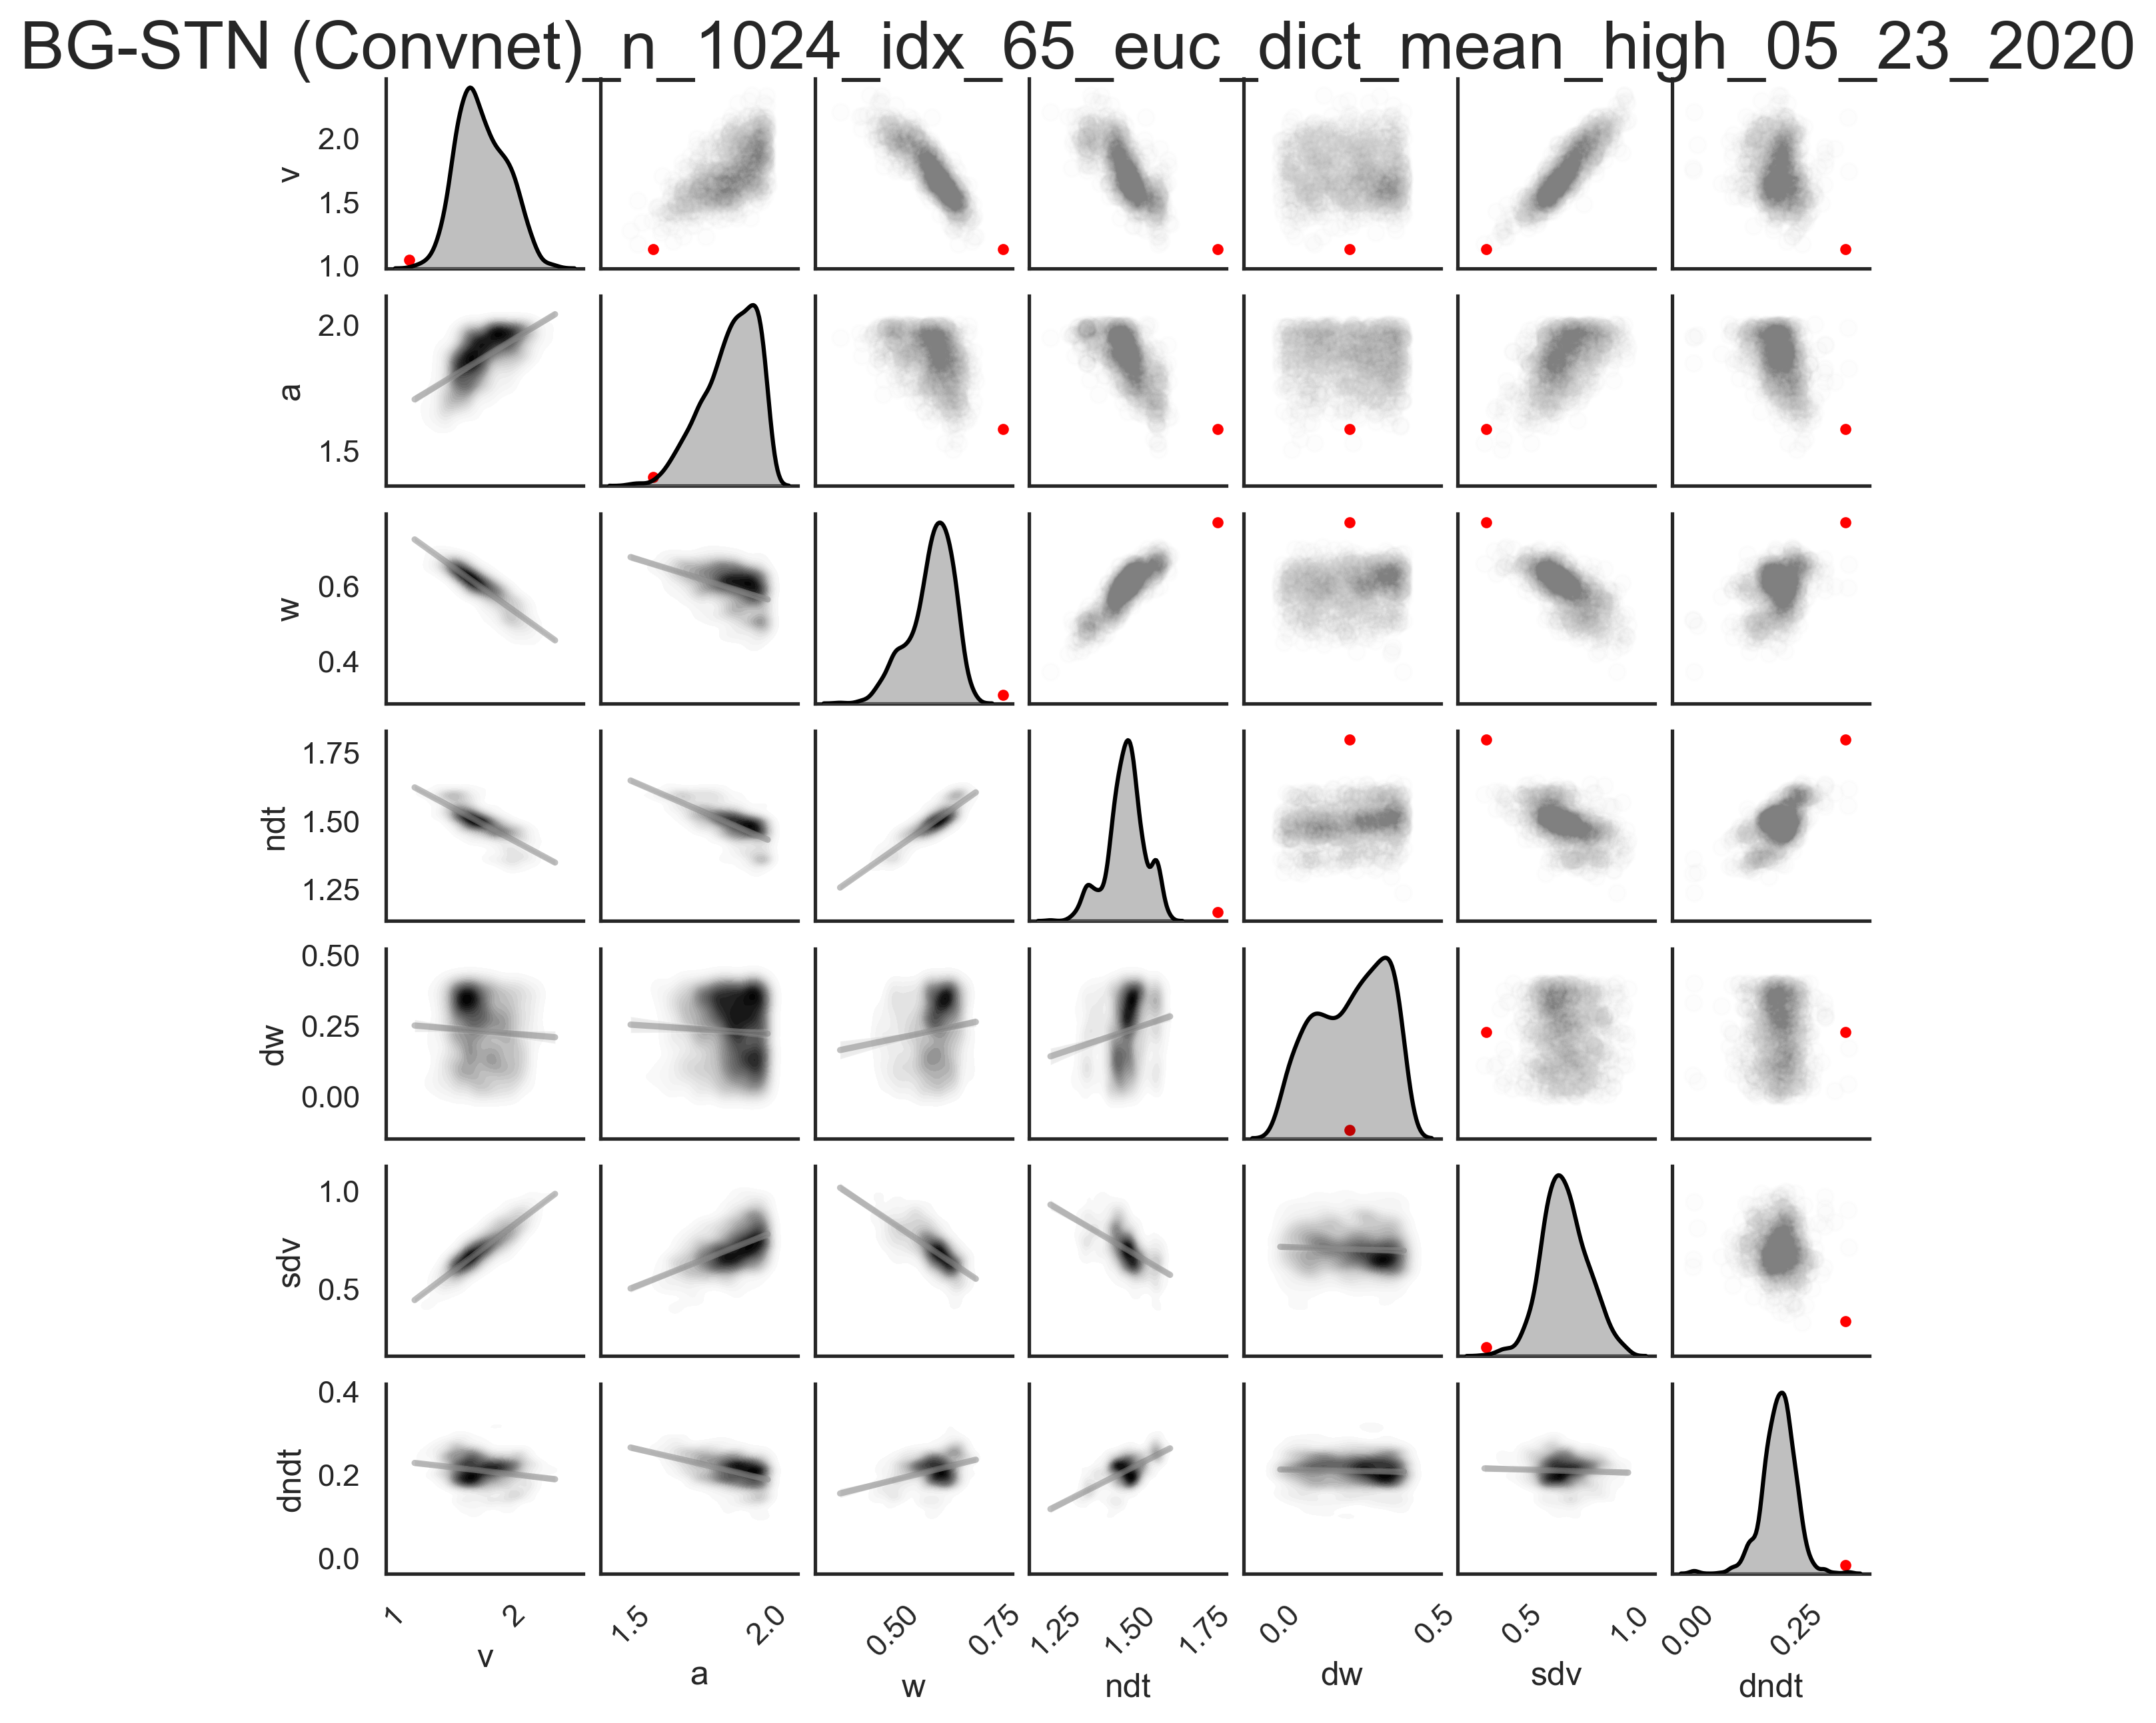 BG-STN (Convnet)_n_1024_idx_65_euc_dict_mean_high_05_23_2020
2.0
v
1.5
1.0
2.0
a
1.5
0.6
w
0.4
1.75
1.50
ndt
1.25
0.50
0.25
dw
0.00
1.0
sdv
0.5
0.4
0.2
dndt
0.0
1 2 1.5 2.0 0.50 0.75 1.25 1.50 1.75 0.0 0.5 0.5 1.0 0.00 0.25
v a w ndt dw sdv dndt